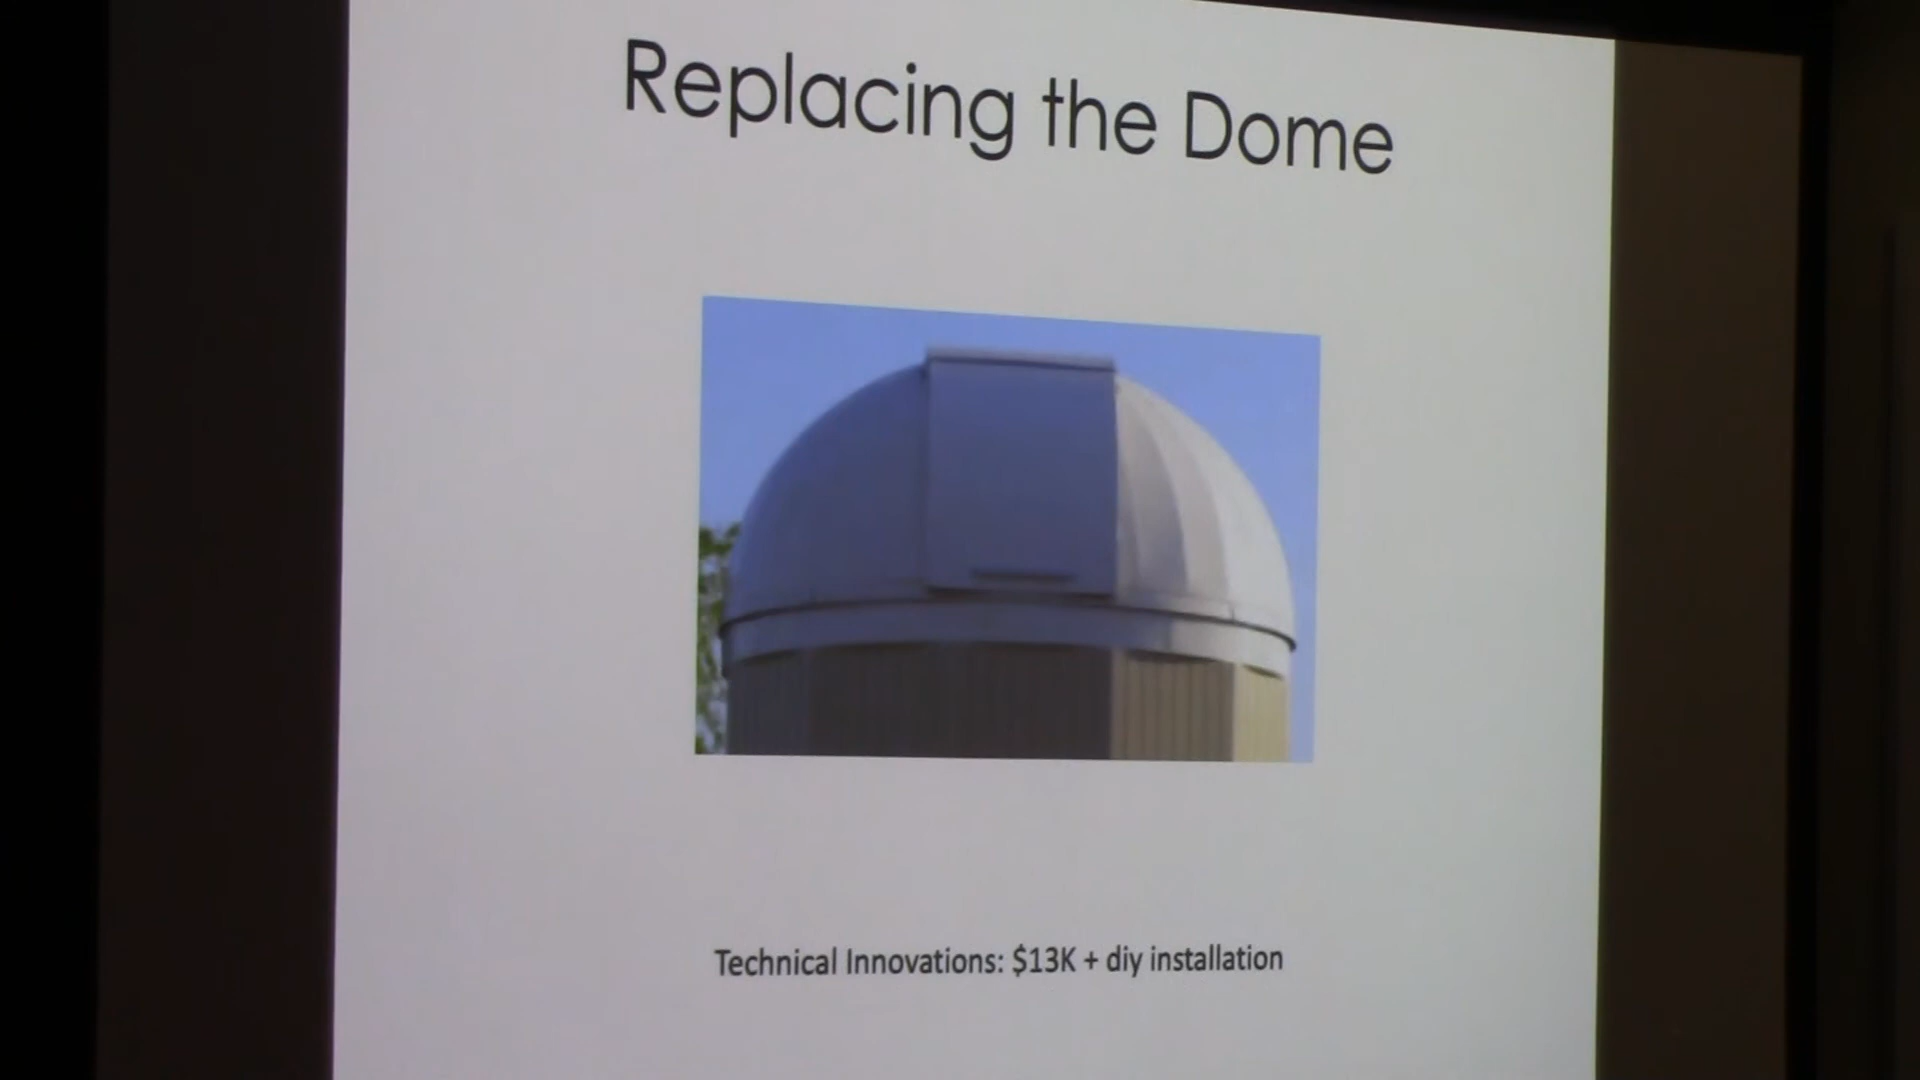 Replacing the Dome
Technical Innovations: $13K + diy installation